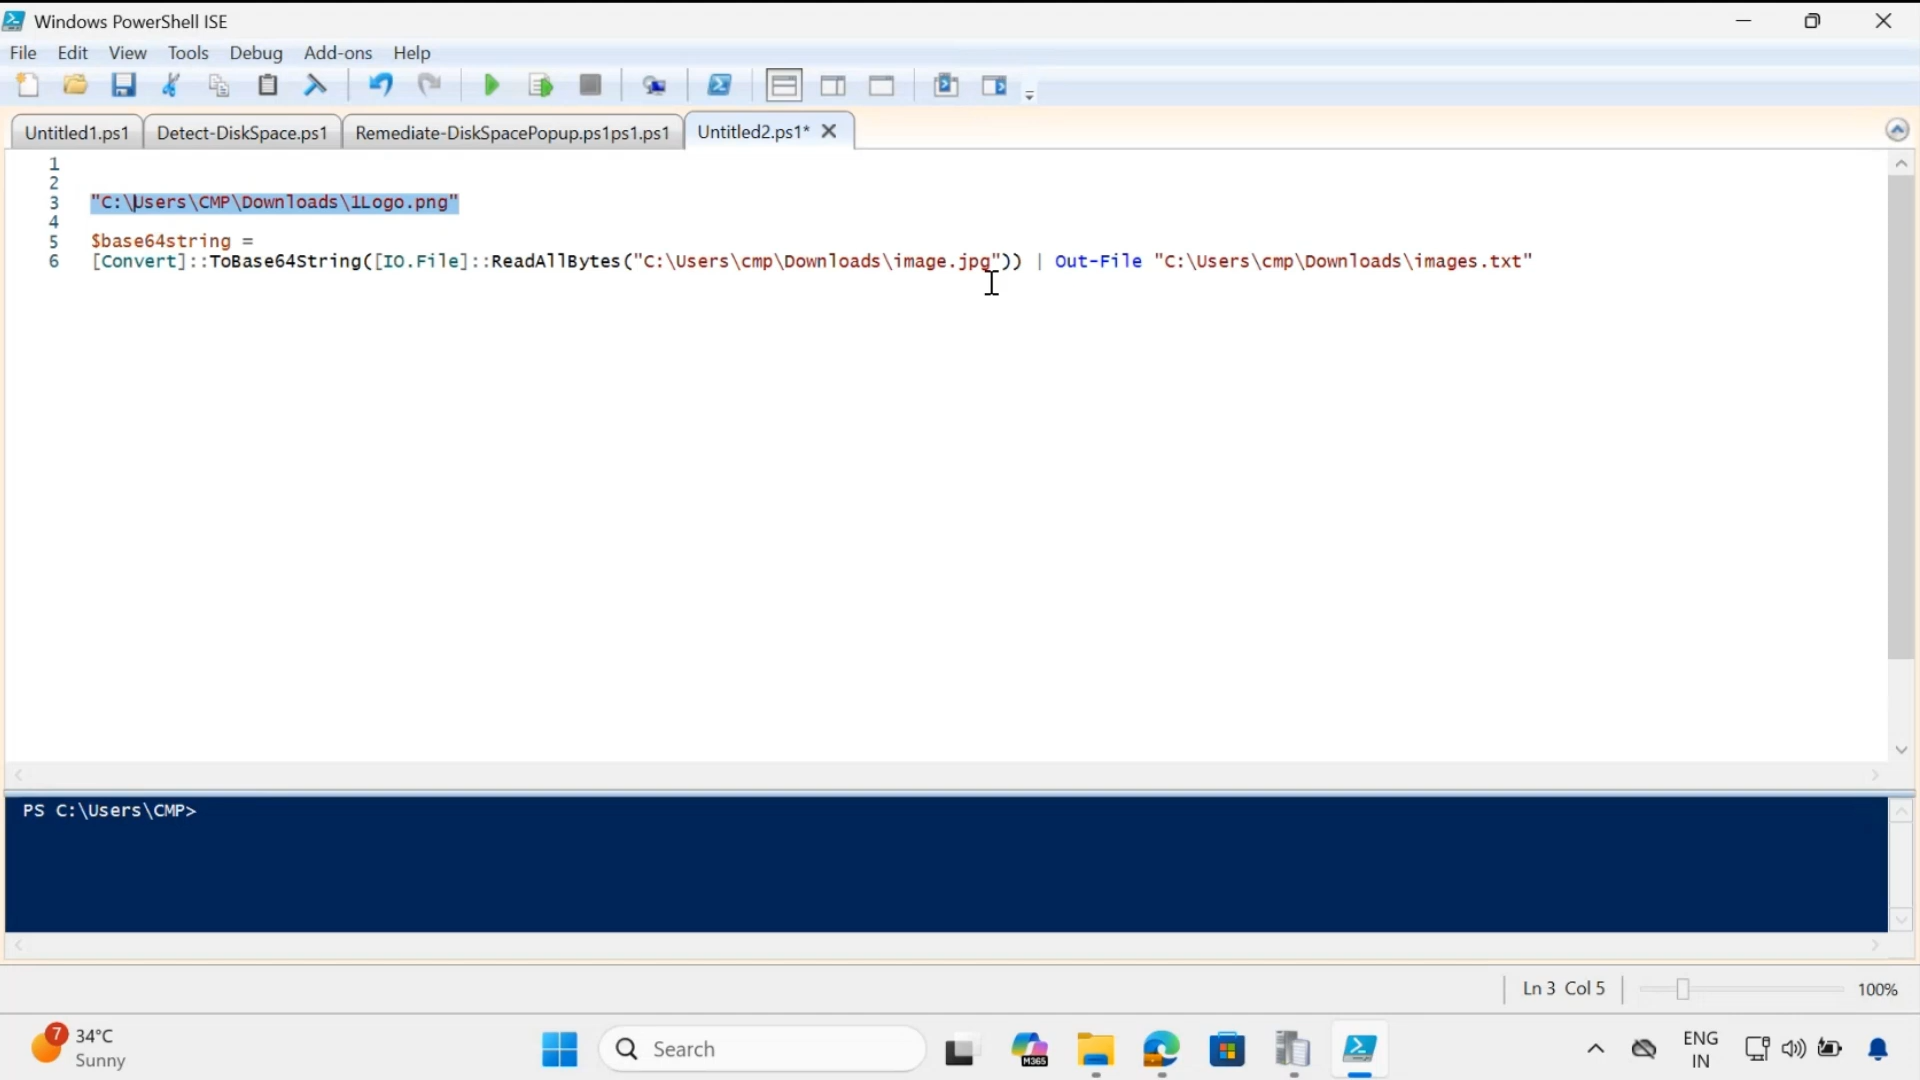 Windows PowerShell ISE
File Edit View Tools Debug Add-ons Help
Untitled1.ps1 Detect-DiskSpace.ps1 Remediate-DiskSpacePopup.ps1ps1.ps1 Untitled2.ps1*
1
2
3 "C:\Users\CMP\Downloads\1Logo.png"
4
5 $base64string =
6 [Convert]::ToBase64String([IO.File]::ReadAllBytes("C:\Users\cmp\Downloads\image.jpg")) | Out-File "C:\Users\cmp\Downloads\images.txt"
PS C:\Users\CMP>
Ln 3 Col 5 100%
7 34°C
Sunny
Search
M365
ENG
IN